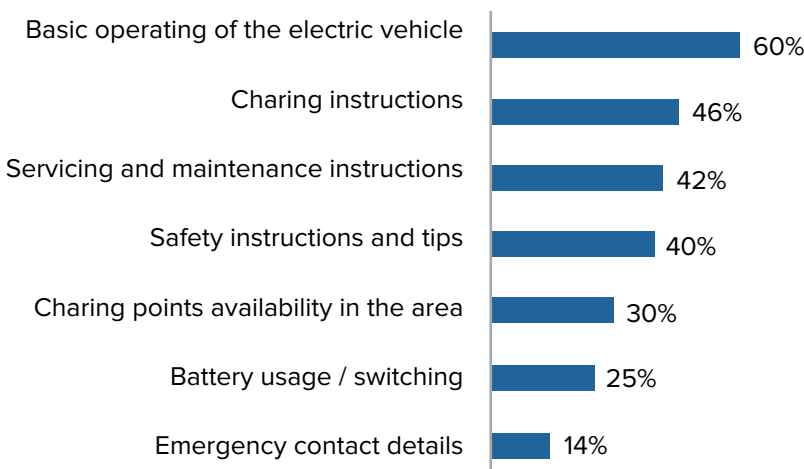 Basic operating of the electric vehicle 60%
Charing instructions 46%
Servicing and maintenance instructions 42%
Safety instructions and tips 40%
Charing points availability in the area 30%
Battery usage / switching 25%
Emergency contact details 14%